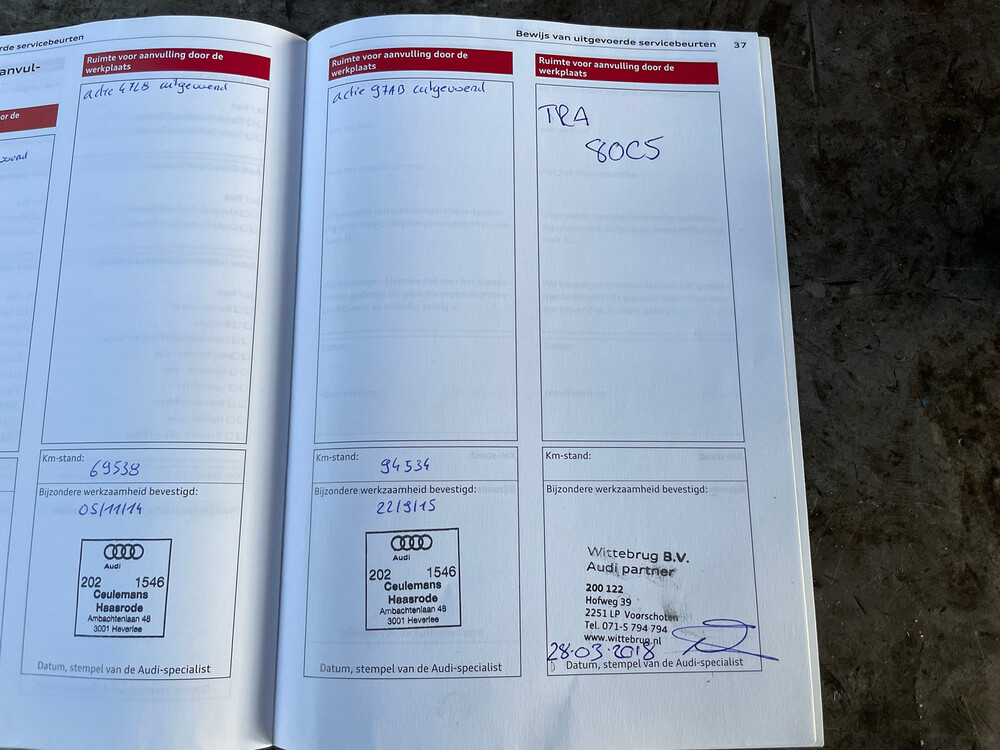 rde servicebeurten
anvul-
or de
Ruimte voor aanvulling door de
werkplaats
actie 47L8 uitgevoerd
Km-stand:
69538
Bijzondere werkzaamheid bevestigd:
05/11/14
Audi
202 1546
Ceulemans
Haasrode
Ambachtenlaan 48
3001 Heverlee
Datum, stempel van de Audi-specialist
Bewijs van uitgevoerde servicebeurten 37
Ruimte voor aanvulling door de
werkplaats
actie 97AB uitgevoerd
Km-stand:
94534
Bijzondere werkzaamheid bevestigd:
22/9/15
Audi
202 1546
Ceulemans
Haasrode
Ambachtenlaan 48
3001 Heverlee
Datum, stempel van de Audi-specialist
Ruimte voor aanvulling door de
werkplaats
TRA
80C5
Km-stand:
Bijzondere werkzaamheid bevestigd:
Wittebrug B.V.
Audi partner
200 122
Hofweg 39
2251 LP Voorschoten
Tel. 071-5 794 794
www.wittebrug.nl
28-03-2018
Datum, stempel van de Audi-specialist